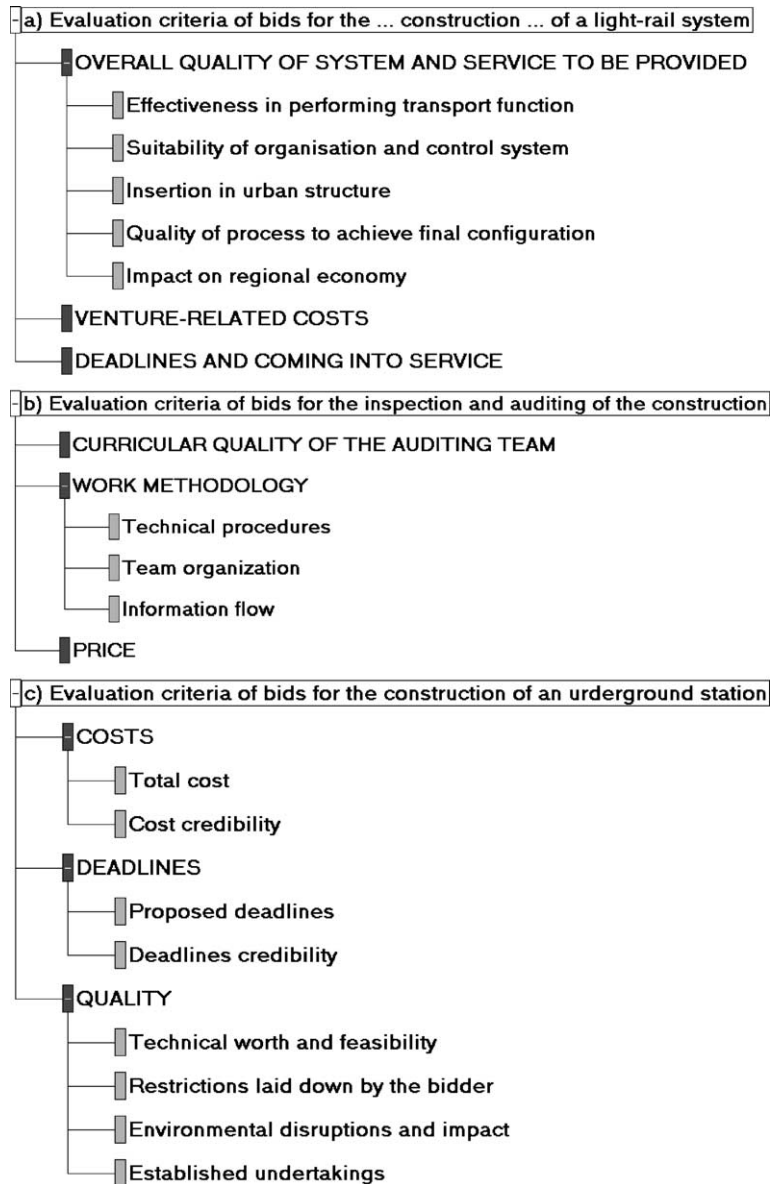 a) Evaluation criteria of bids for the ... construction ... of a light-rail system
OVERALL QUALITY OF SYSTEM AND SERVICE TO BE PROVIDED
Effectiveness in performing transport function
Suitability of organisation and control system
Insertion in urban structure
Quality of process to achieve final configuration
Impact on regional economy
VENTURE-RELATED COSTS
DEADLINES AND COMING INTO SERVICE
b) Evaluation criteria of bids for the inspection and auditing of the construction
CURRICULAR QUALITY OF THE AUDITING TEAM
WORK METHODOLOGY
Technical procedures
Team organization
Information flow
PRICE
c) Evaluation criteria of bids for the construction of an urderground station
COSTS
Total cost
Cost credibility
DEADLINES
Proposed deadlines
Deadlines credibility
QUALITY
Technical worth and feasibility
Restrictions laid down by the bidder
Environmental disruptions and impact
Established undertakings